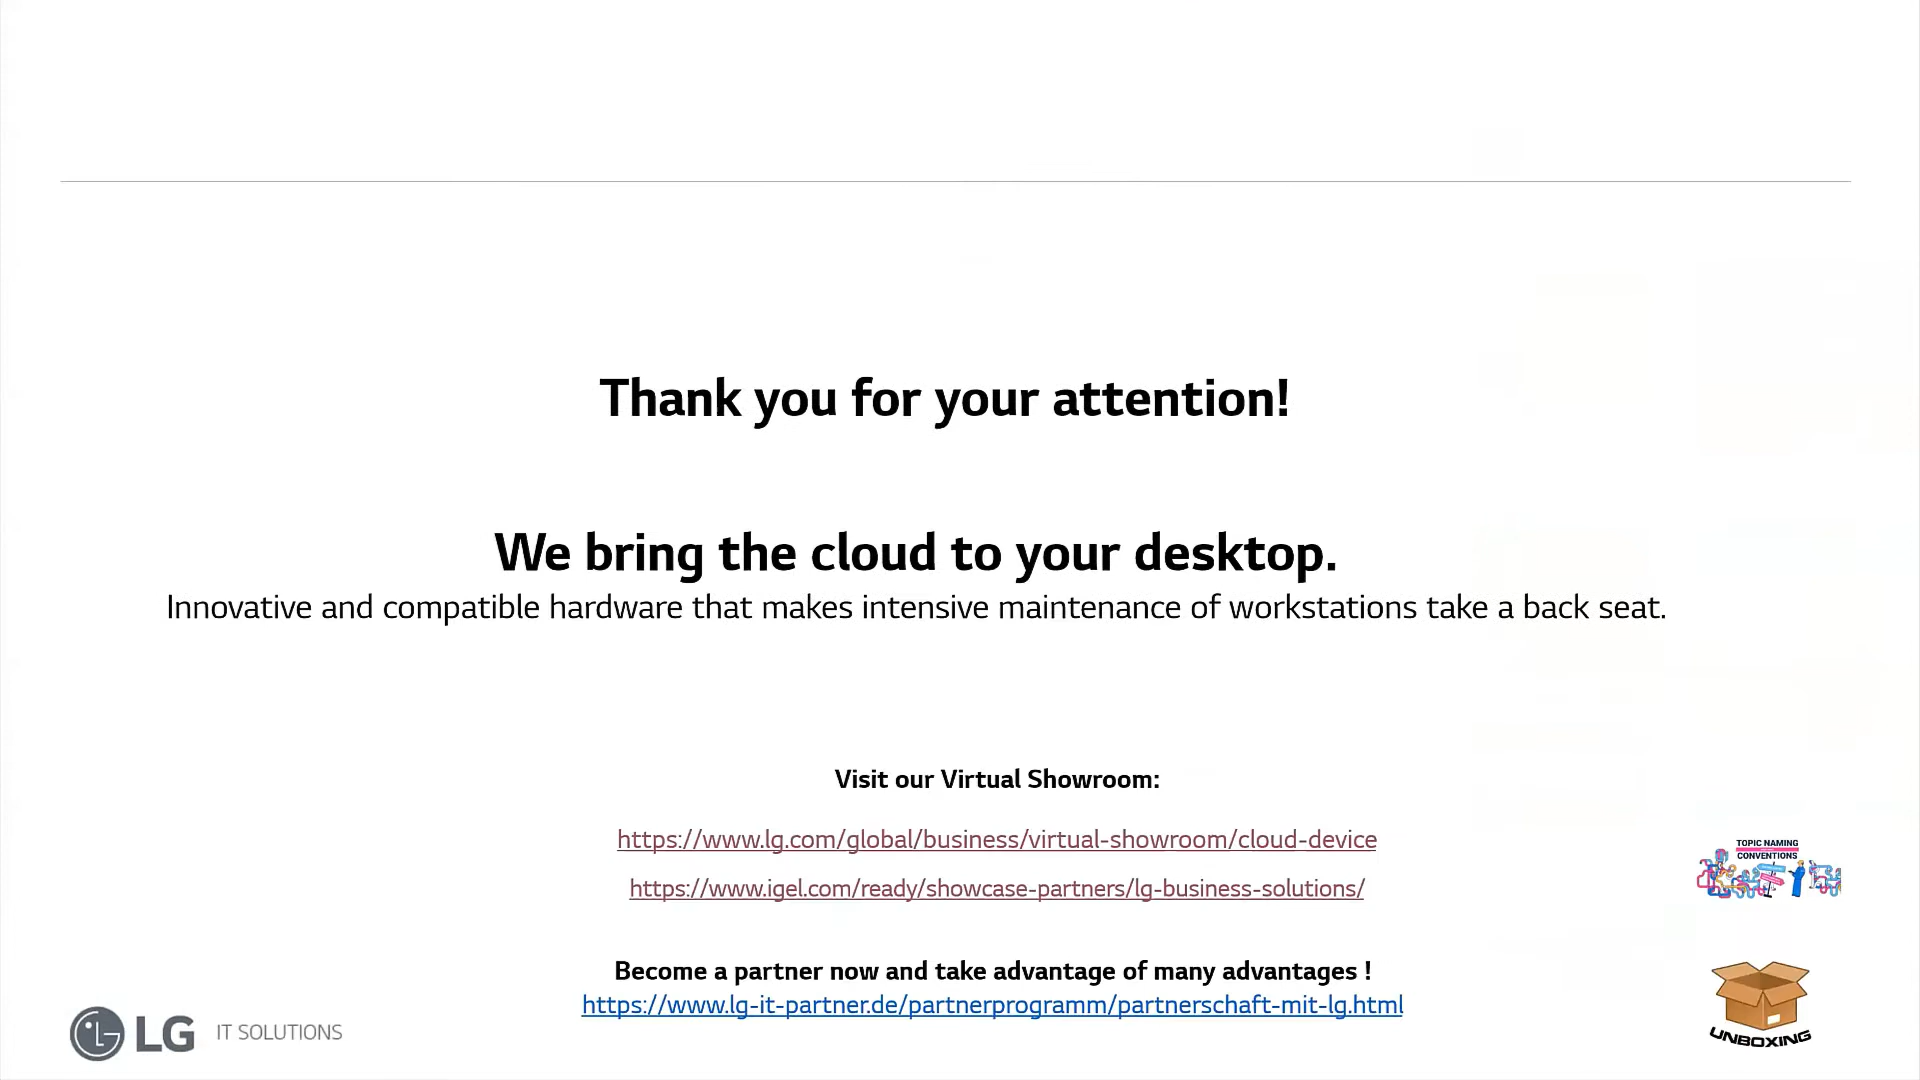 Thank you for your attention!
We bring the cloud to your desktop.
Innovative and compatible hardware that makes intensive maintenance of workstations take a back seat.
Visit our Virtual Showroom:
https://www.lg.com/global/business/virtual-showroom/cloud-device
https://www.igel.com/ready/showcase-partners/lg-business-solutions/
TOPIC NAMING
CONVENTIONS
Become a partner now and take advantage of many advantages !
https://www.lg-it-partner.de/partnerprogramm/partnerschaft-mit-lg.html
LG IT SOLUTIONS
UNBOXING